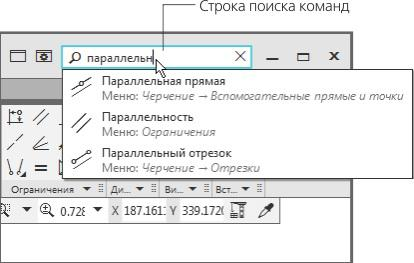 Строка поиска команд
параллельн
Параллельная прямая
Меню: Черчение → Вспомогательные прямые и точки
Параллельность
Меню: Ограничения
Параллельный отрезок
Меню: Черчение → Отрезки
Ограничения Ди... Ви... Вст...
0.728 X 187.161 Y 339.1720